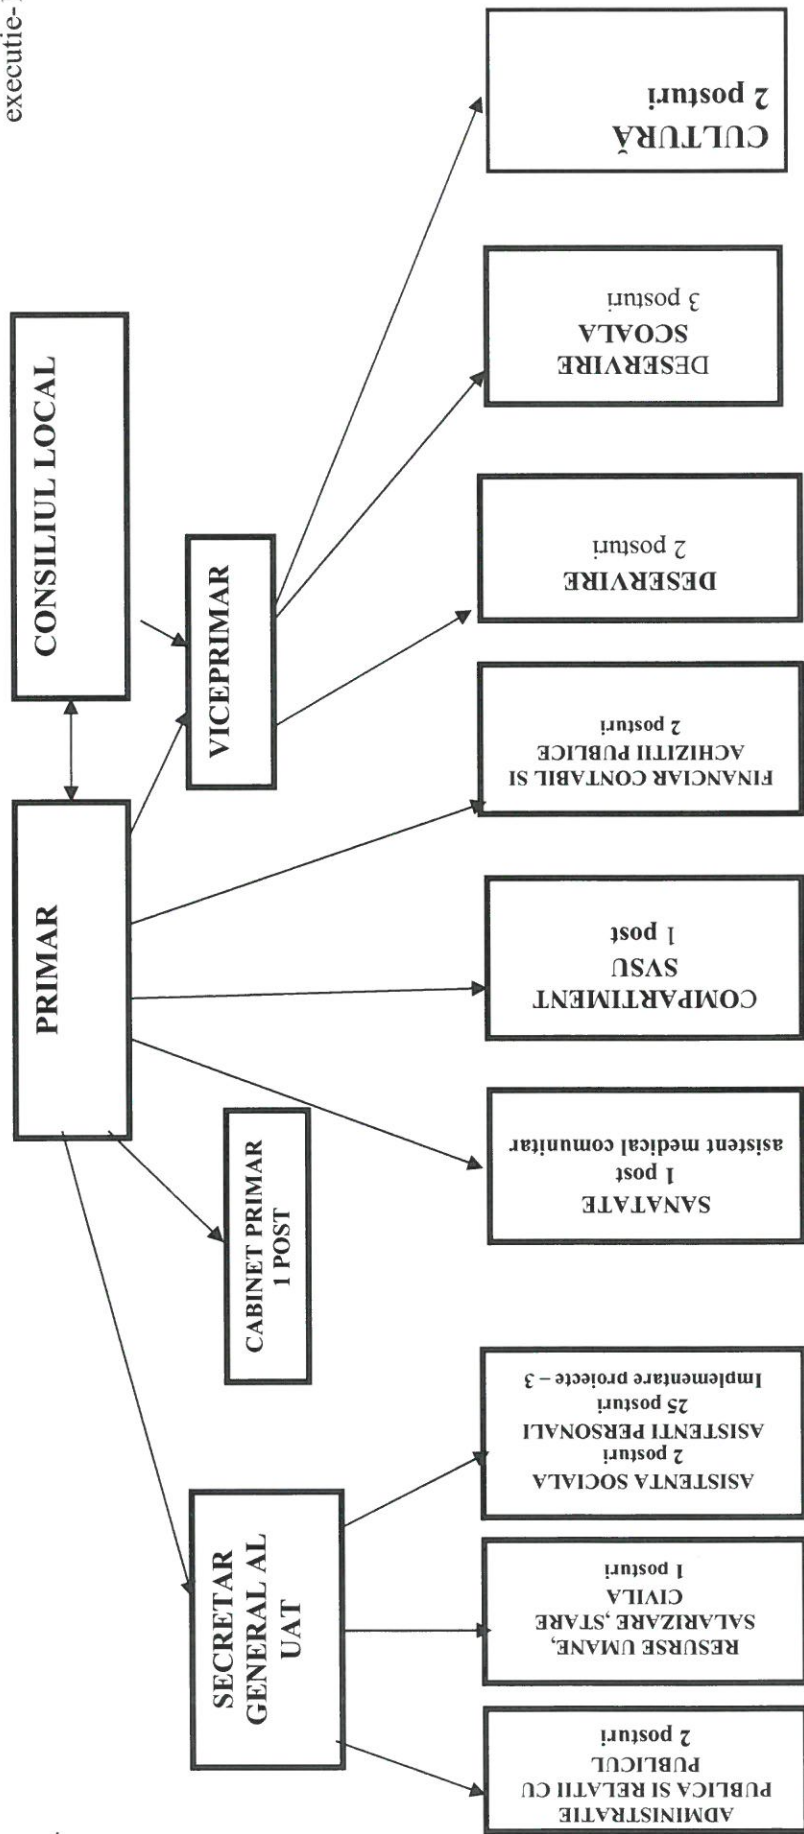 executie-
CONSILIUL LOCAL
PRIMAR
VICEPRIMAR
CABINET PRIMAR
1 POST
SECRETAR
GENERAL AL
UAT
ADMINISTRATIE
PUBLICA SI RELATII CU
PUBLICUL
2 posturi
RESURSE UMANE,
SALARIZARE ,STARE
CIVILA
1 posturi
ASISTENTA SOCIALA
2 posturi
ASISTENTI PERSONALI
25 posturi
Implementare proiecte – 3
SANATATE
1 post
asistent medical comunitar
COMPARTIMENT
SVSU
1 post
FINANCIAR CONTABIL SI
ACHIZITII PUBLICE
2 posturi
DESERVIRE
2 posturi
DESERVIRE
SCOALA
3 posturi
CULTURĂ
2 posturi